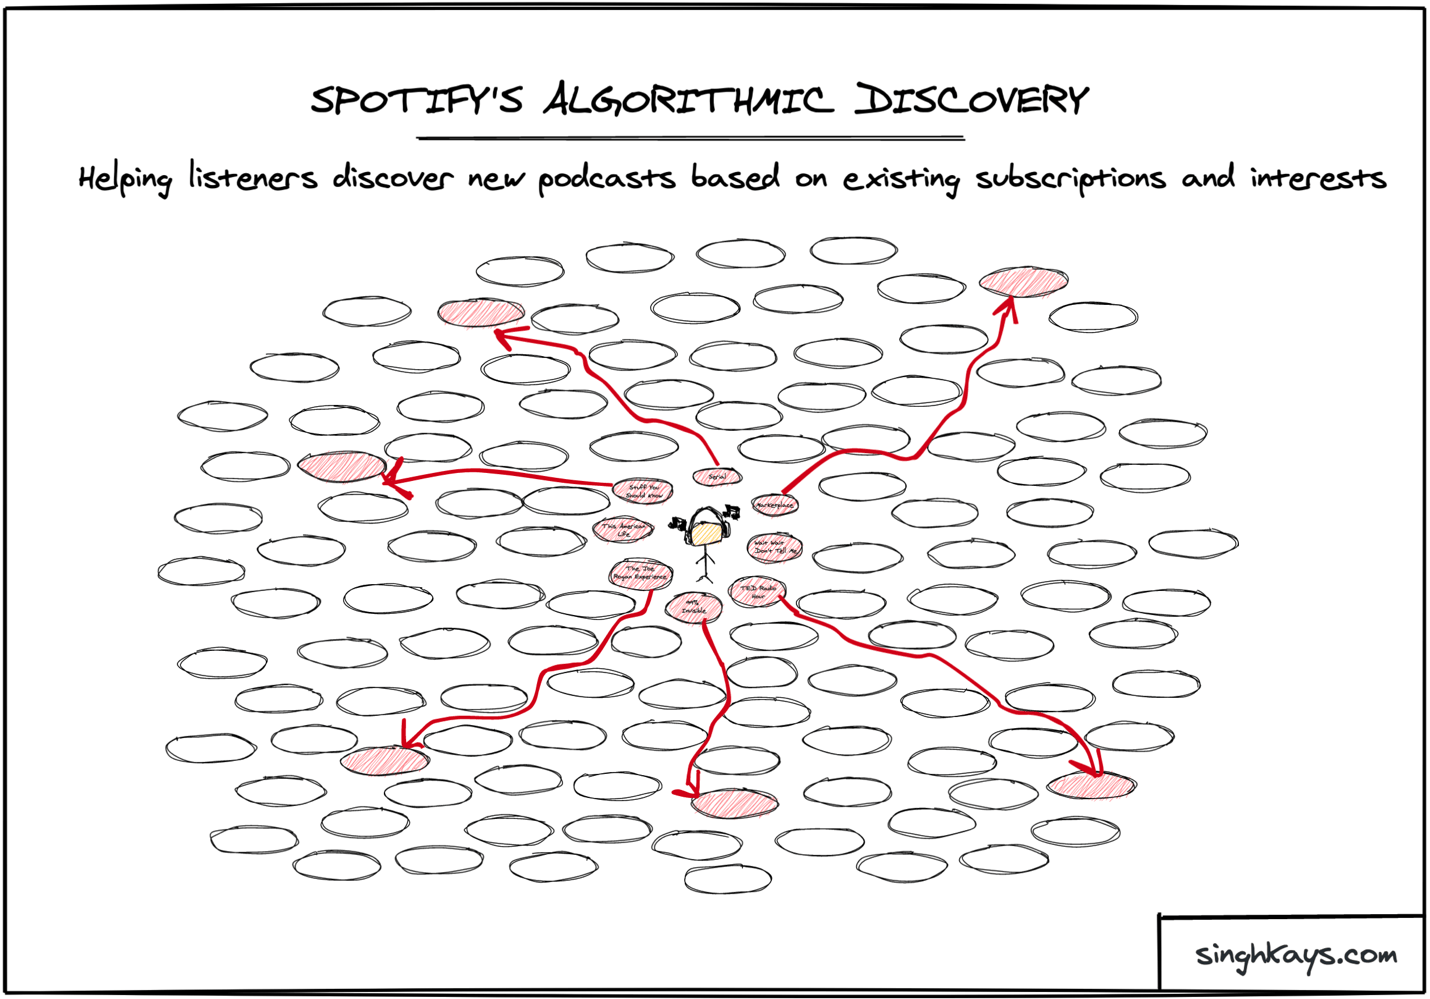 SPOTIFY'S ALGORITHMIC DISCOVERY
Helping listeners discover new podcasts based on existing subscriptions and interests
Serial
Stuff You
Should Know
Marketplace
This American
Life
Wait Wait
Don't Tell Me
The Joe
Rogan Experience
TED Radio
Hour
99%
Invisible
singhkays.com